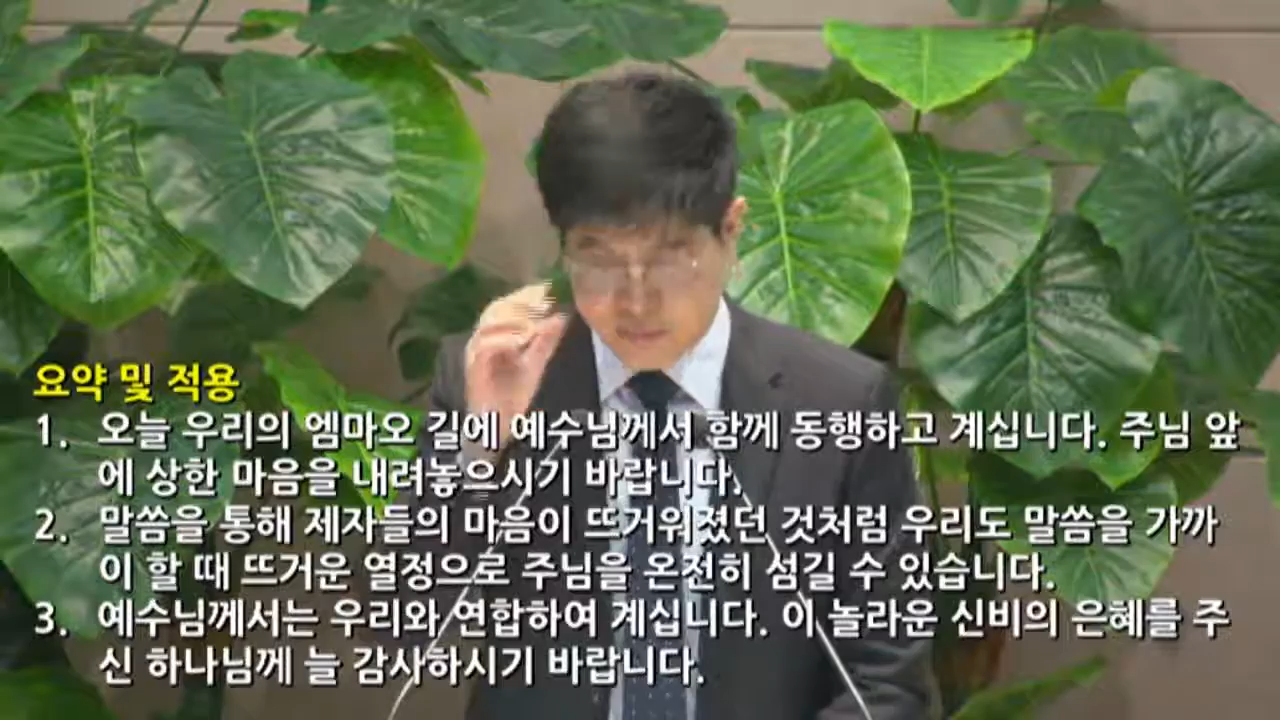 요약 및 적용
1. 오늘 우리의 엠마오 길에 예수님께서 함께 동행하고 계십니다. 주님 앞
에 상한 마음을 내려놓으시기 바랍니다.
2. 말씀을 통해 제자들의 마음이 뜨거워졌던 것처럼 우리도 말씀을 가까
이 할 때 뜨거운 열정으로 주님을 온전히 섬길 수 있습니다.
3. 예수님께서는 우리와 연합하여 계십니다. 이 놀라운 신비의 은혜를 주
신 하나님께 늘 감사하시기 바랍니다.